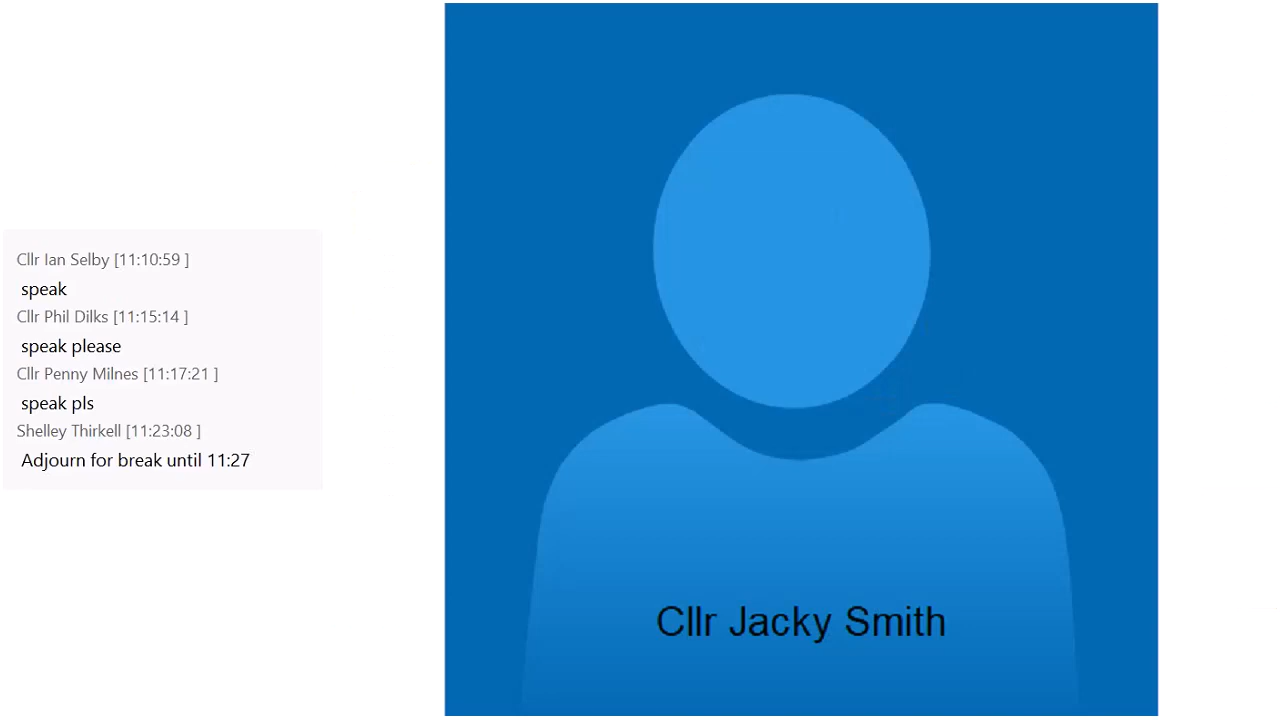 Cllr Ian Selby [11:10:59 ]
speak
Cllr Phil Dilks [11:15:14 ]
speak please
Cllr Penny Milnes [11:17:21 ]
speak pls
Shelley Thirkell [11:23:08 ]
Adjourn for break until 11:27
Cllr Jacky Smith